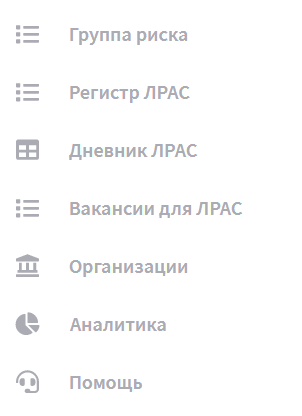 Группа риска
Регистр ЛРАС
Дневник ЛРАС
Вакансии для ЛРАС
Организации
Аналитика
Помощь